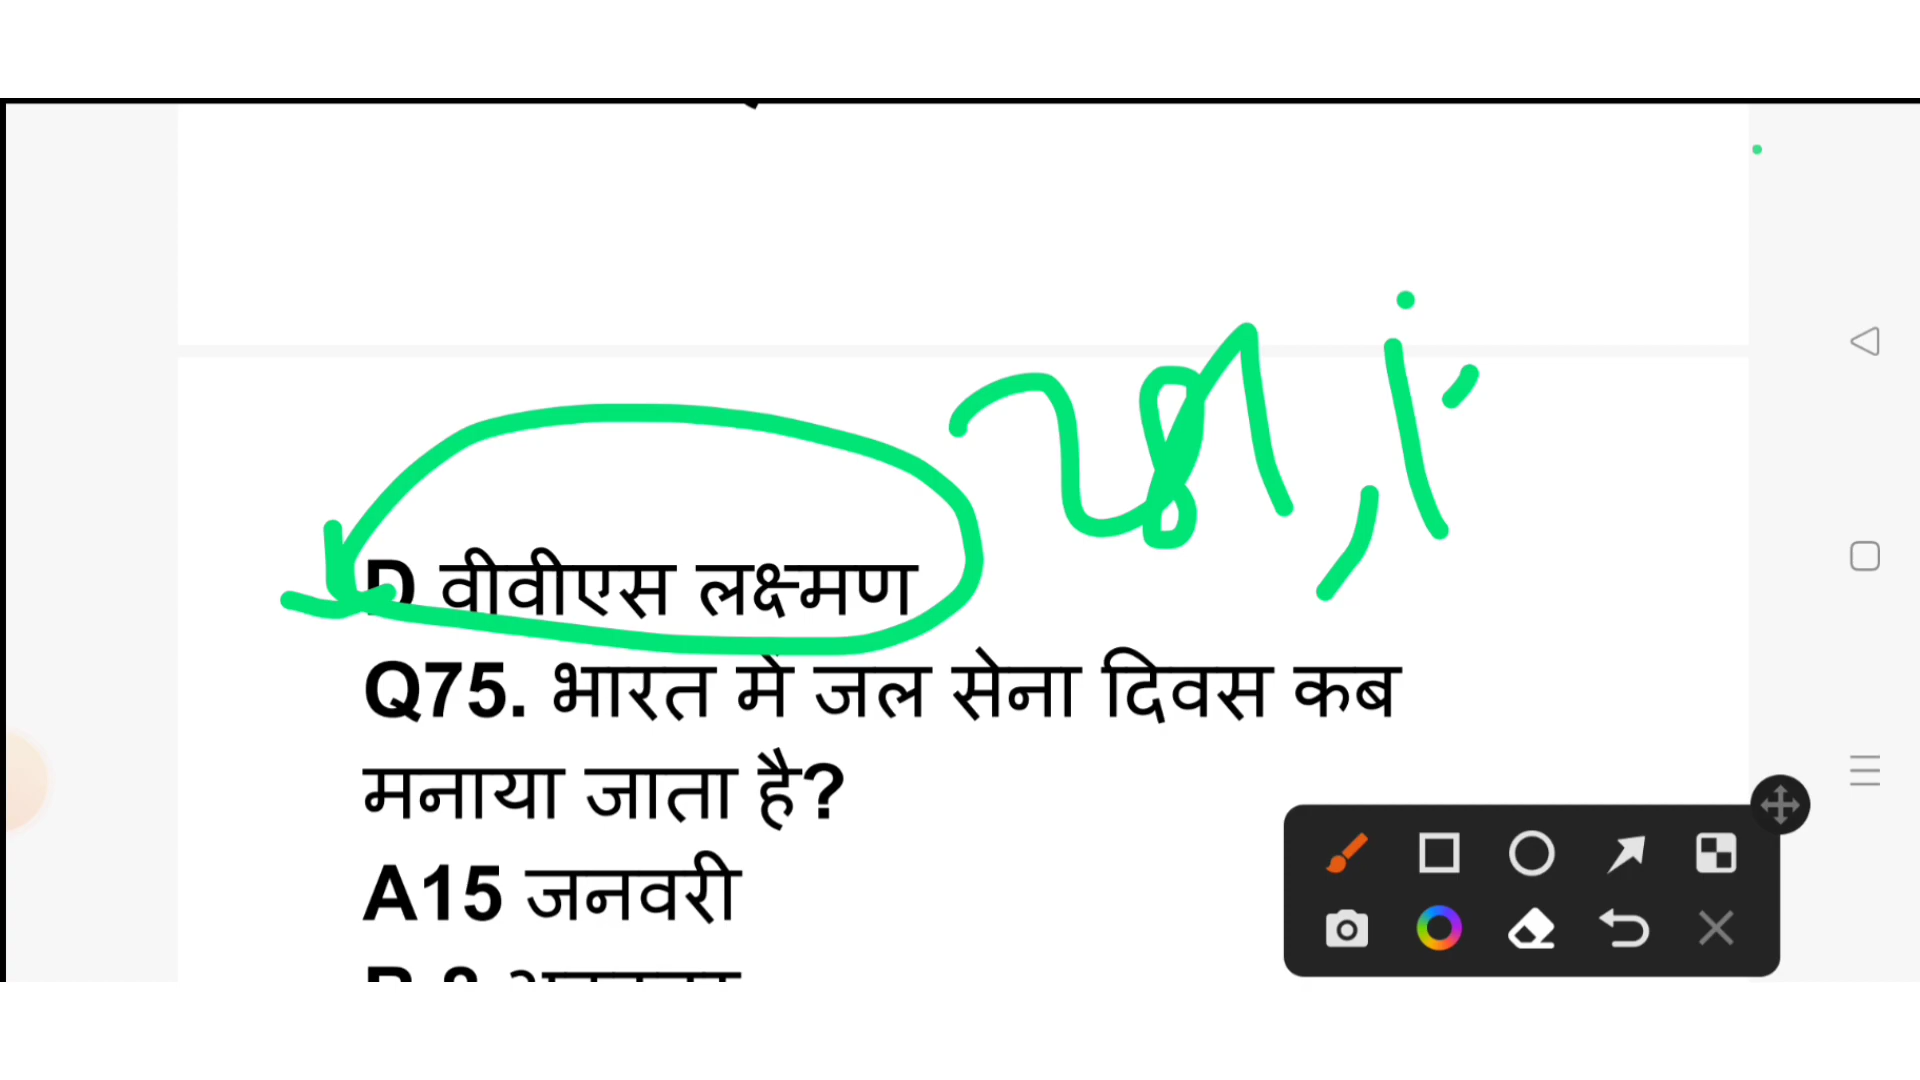 D वीवीएस लक्ष्मण
Q75. भारत में जल सेना दिवस कब
मनाया जाता है?
A15 जनवरी